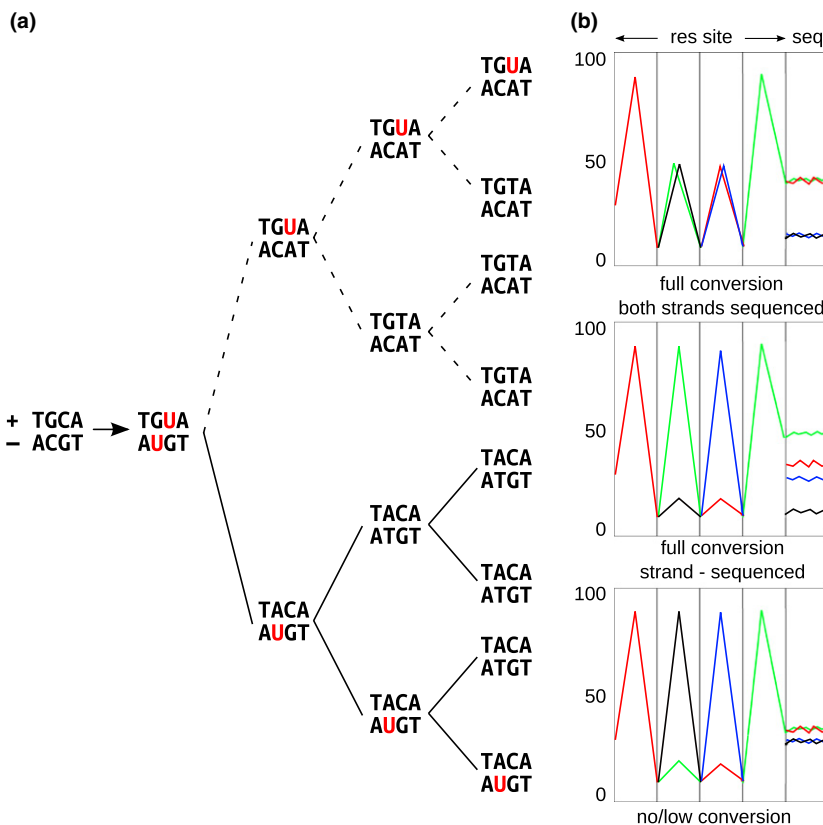 (a)
+ TGCA
– ACGT
TGUA
AUGT
TGUA
ACAT
TACA
AUGT
TGUA
ACAT
TGTA
ACAT
TACA
ATGT
TACA
AUGT
TGUA
ACAT
TGTA
ACAT
TGTA
ACAT
TGTA
ACAT
TACA
ATGT
TACA
ATGT
TACA
ATGT
TACA
AUGT
(b)
res site seq
100
50
0
full conversion
both strands sequenced
100
50
0
full conversion
strand - sequenced
100
50
0
no/low conversion